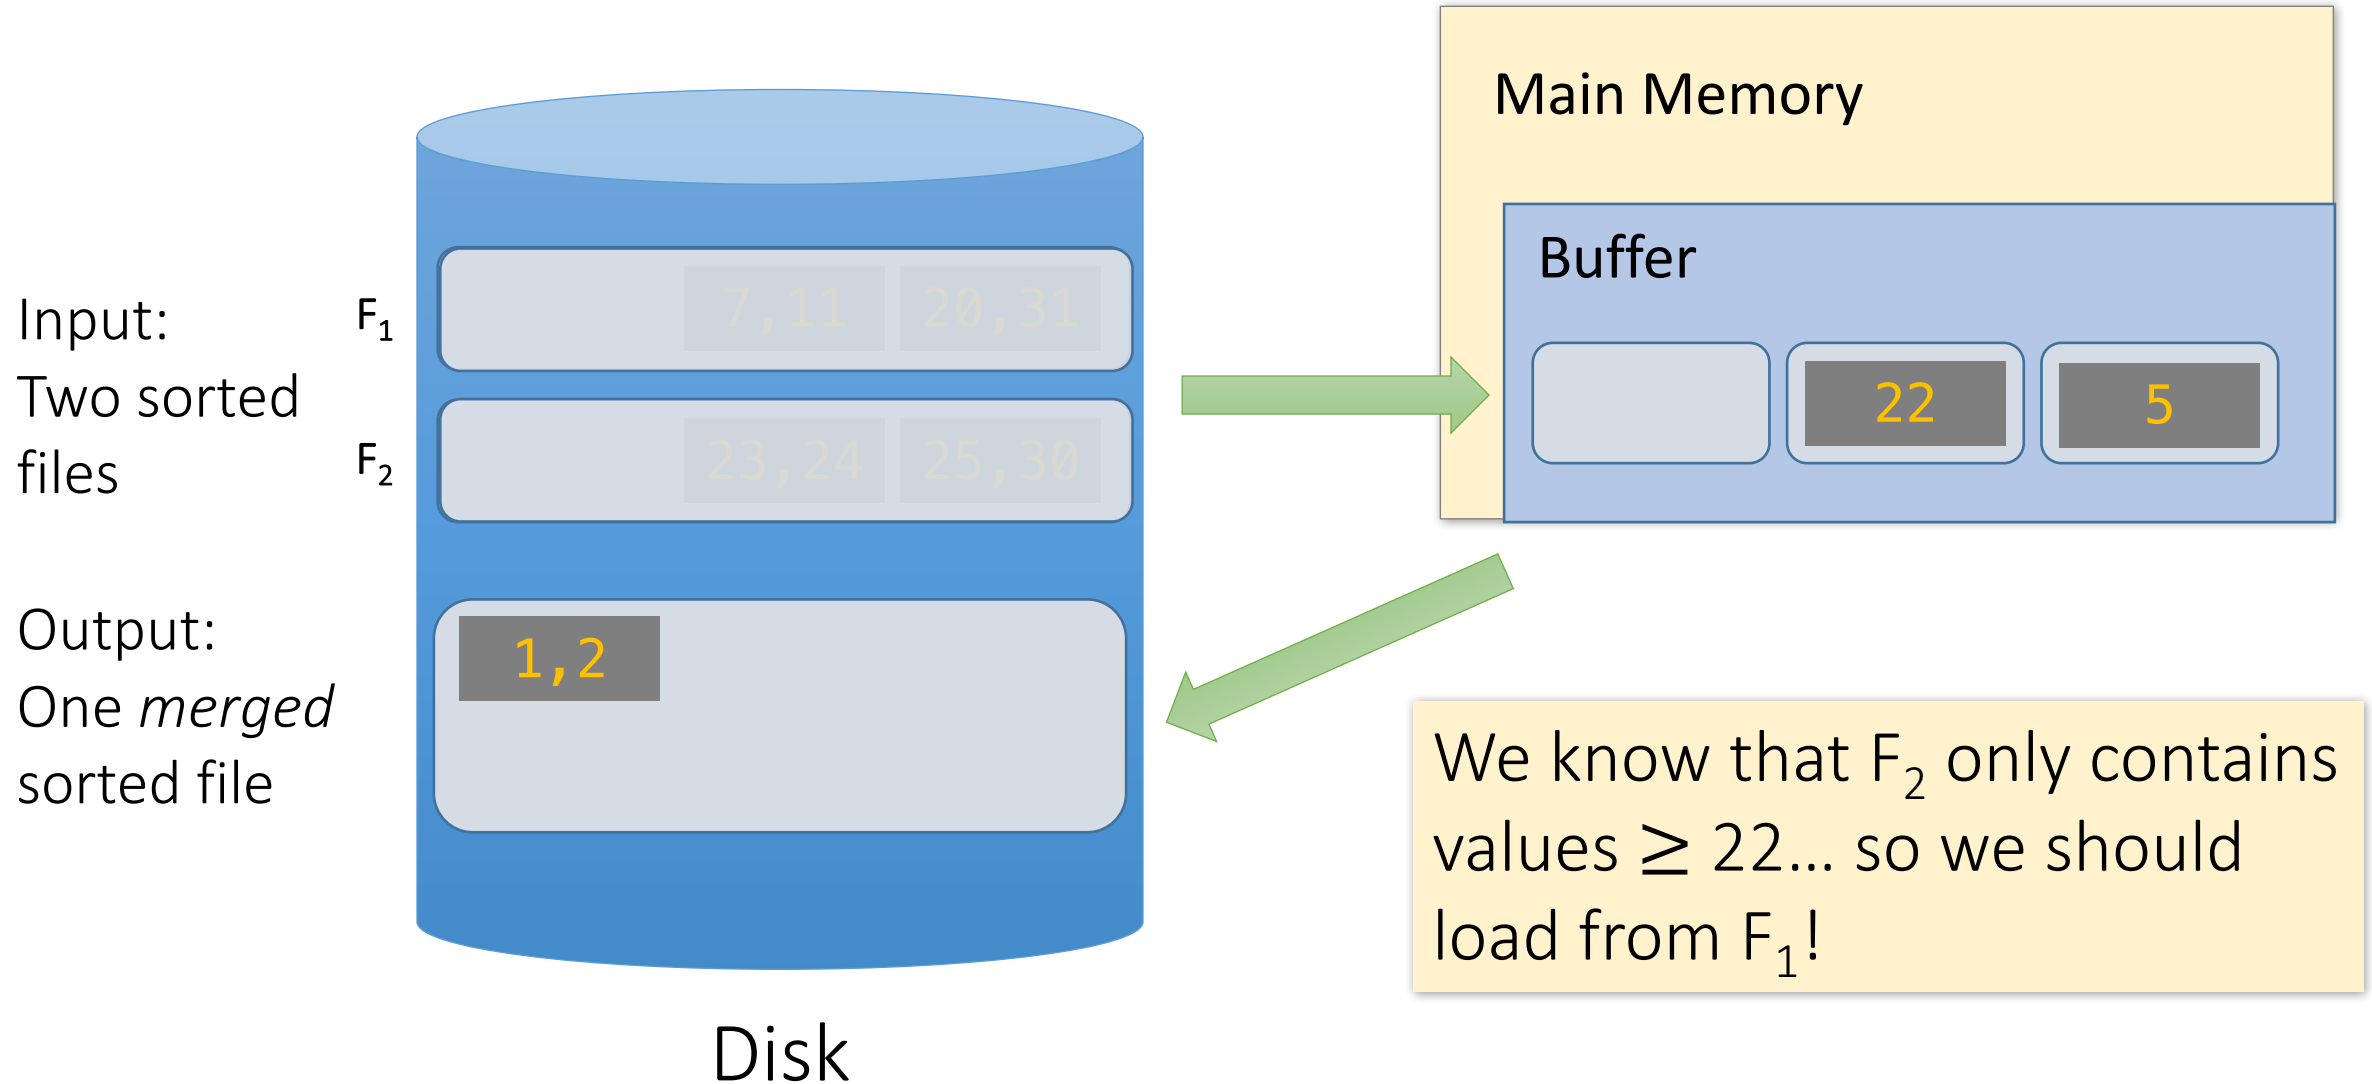 Main Memory
Buffer
22
5
Input:
Two sorted
files
F₁
7,11
20,31
F₂
23,24
25,30
Output:
One merged
sorted file
1,2
We know that F₂ only contains
values ≥ 22... so we should
load from F₁!
Disk